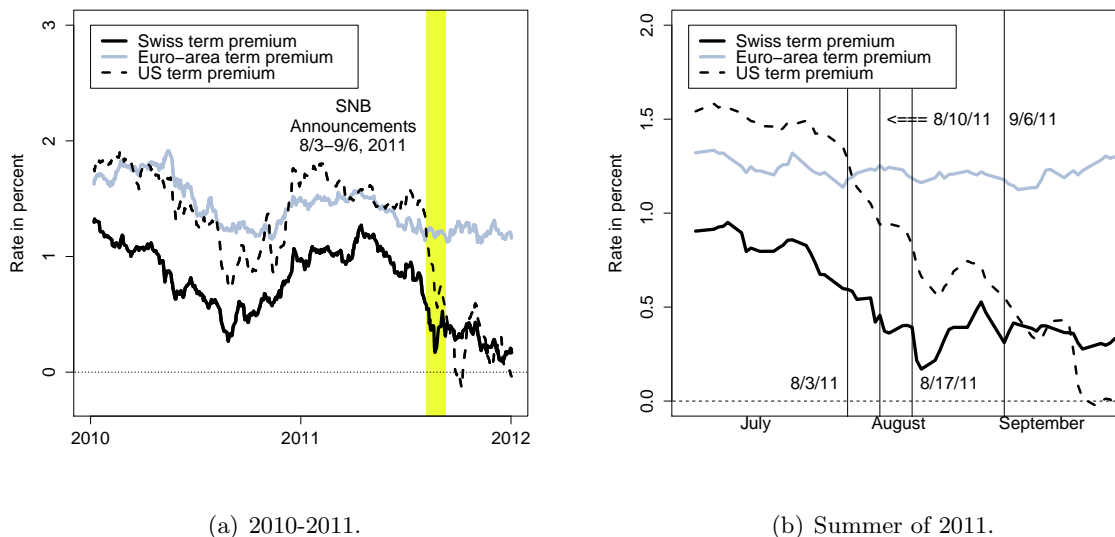 Rate in percent
3
2
1
0
Swiss term premium
Euro−area term premium
US term premium
SNB
Announcements
8/3−9/6, 2011
2010
2011
2012
(a) 2010-2011.
Rate in percent
2.0
1.5
1.0
0.5
0.0
Swiss term premium
Euro−area term premium
US term premium
<=== 8/10/11
9/6/11
8/3/11
8/17/11
July
August
September
(b) Summer of 2011.